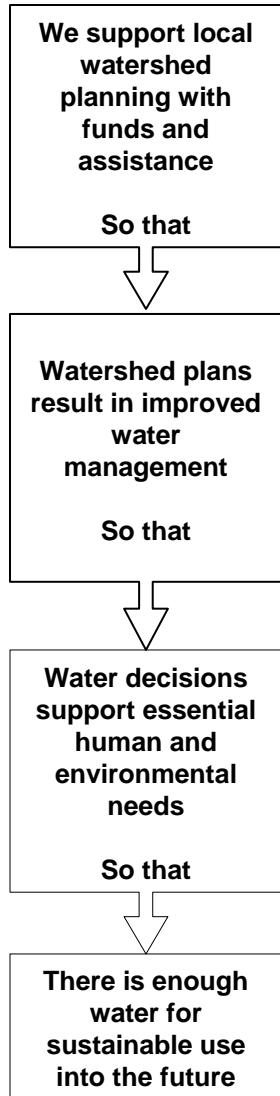 We support local
watershed
planning with
funds and
assistance
So that
Watershed plans
result in improved
water
management
So that
Water decisions
support essential
human and
environmental
needs
So that
There is enough
water for
sustainable use
into the future